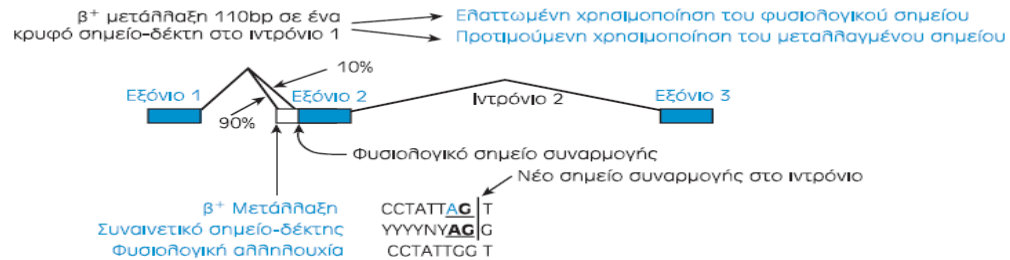 β⁺ μετάλλαξη 110bp σε ένα
κρυφό σημείο-δέκτη στο ιντρόνιο 1
Ελαττωμένη χρησιμοποίηση του φυσιολογικού σημείου
Προτιμούμενη χρησιμοποίηση του μεταλλαγμένου σημείου
10%
Εξόνιο 1
Εξόνιο 2
Ιντρόνιο 2
Εξόνιο 3
90%
Φυσιολογικό σημείο συναρμογής
Νέο σημείο συναρμογής στο ιντρόνιο
β⁺ Μετάλλαξη CCTATTAG T
Συναινετικό σημείο-δέκτης YYYYNYAG G
Φυσιολογική αλληλουχία CCTATTGG T